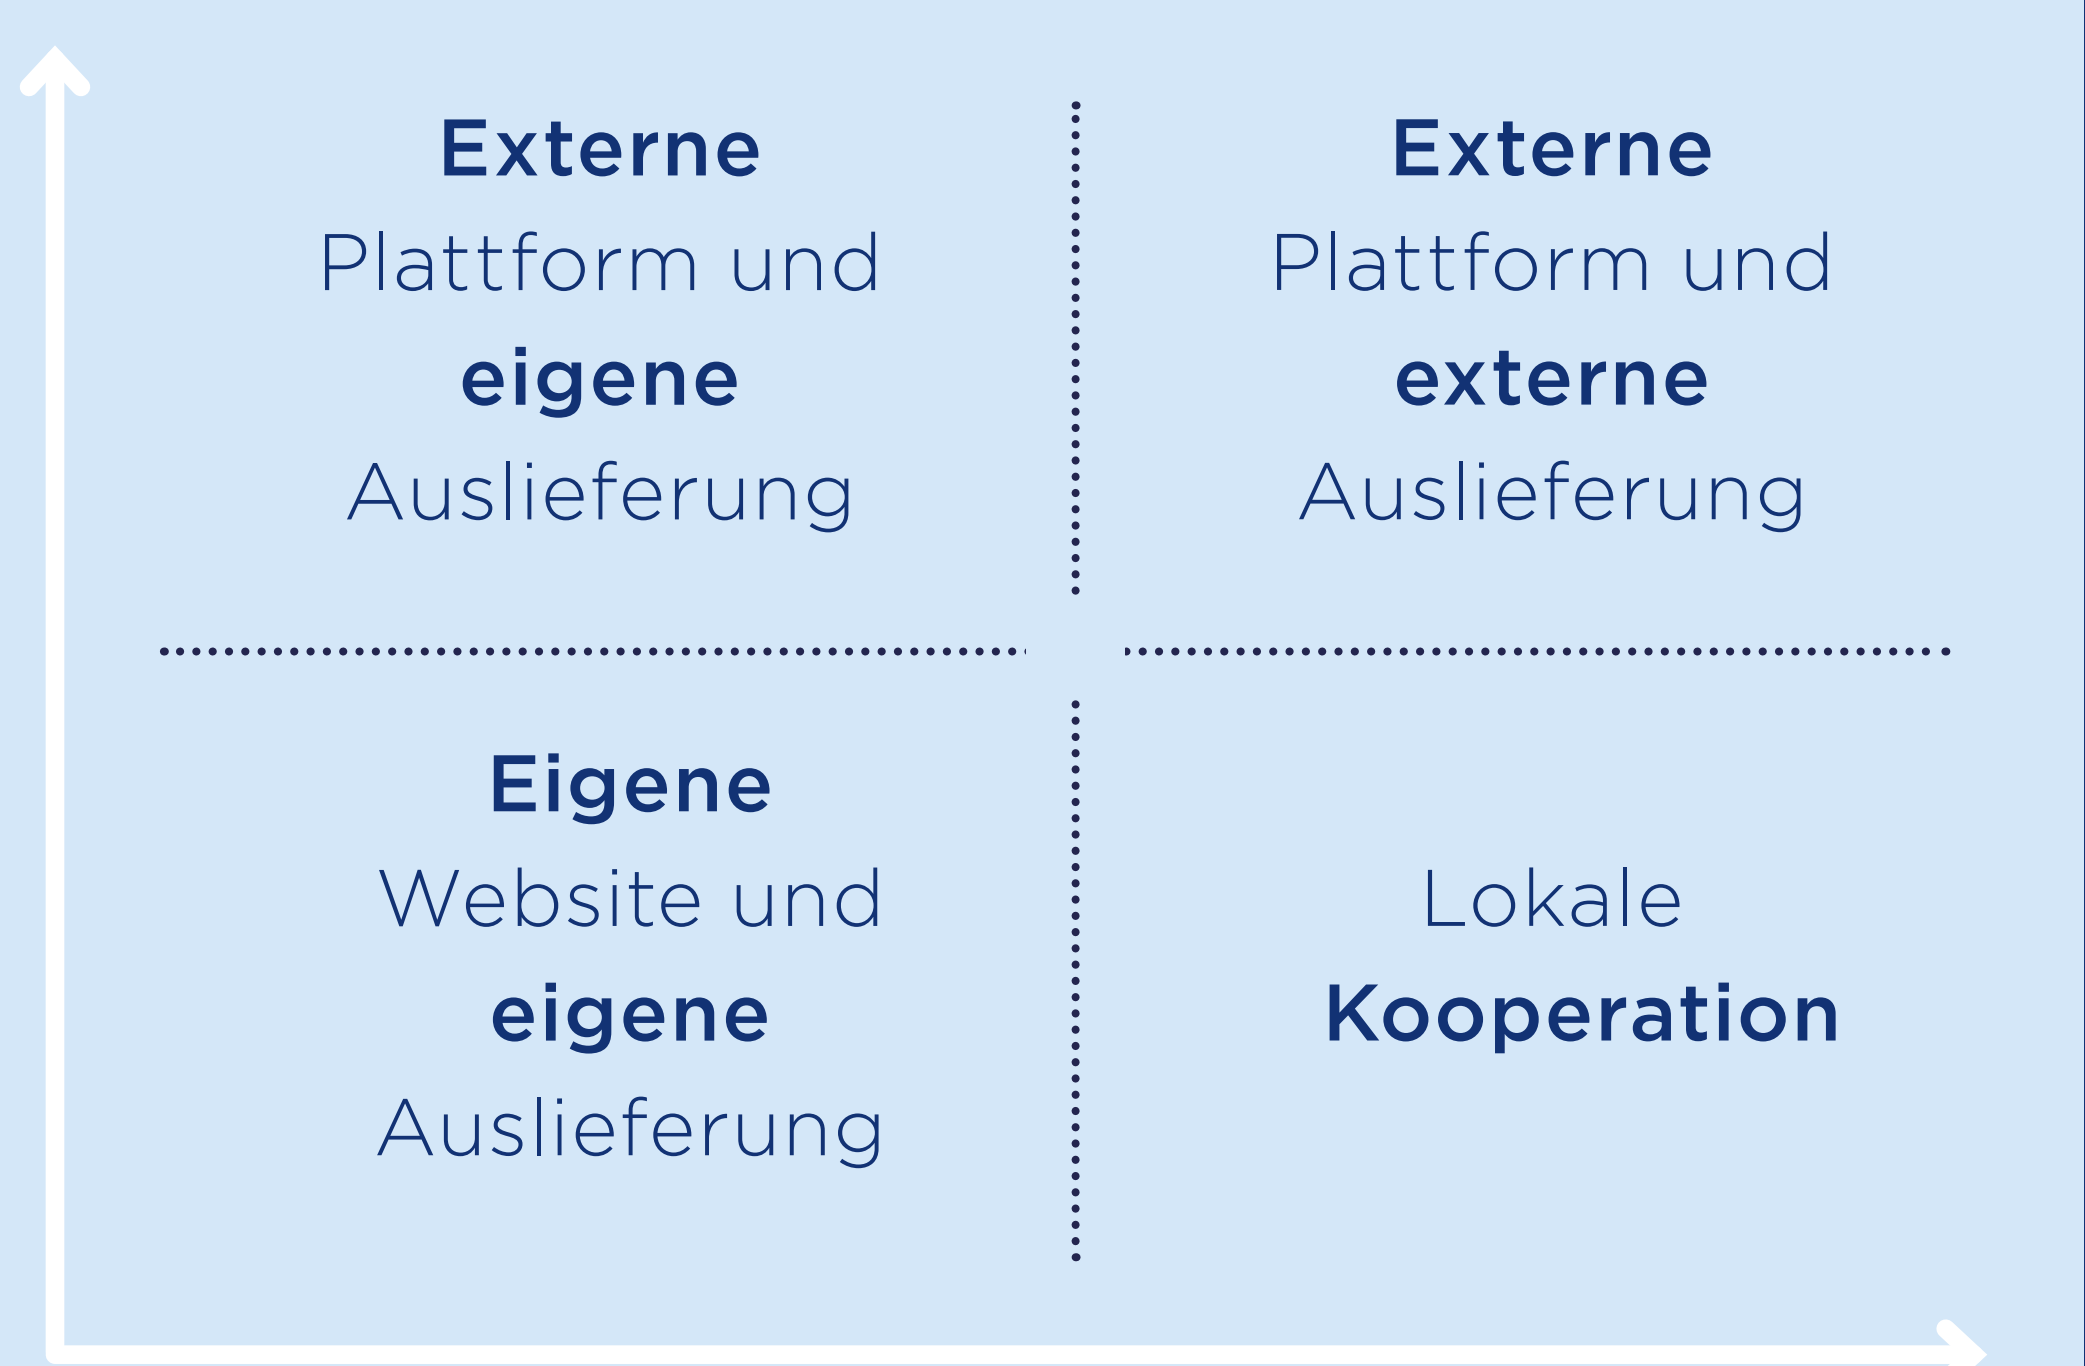 Externe
Plattform und
eigene
Auslieferung
Externe
Plattform und
externe
Auslieferung
Eigene
Website und
eigene
Auslieferung
Lokale
Kooperation